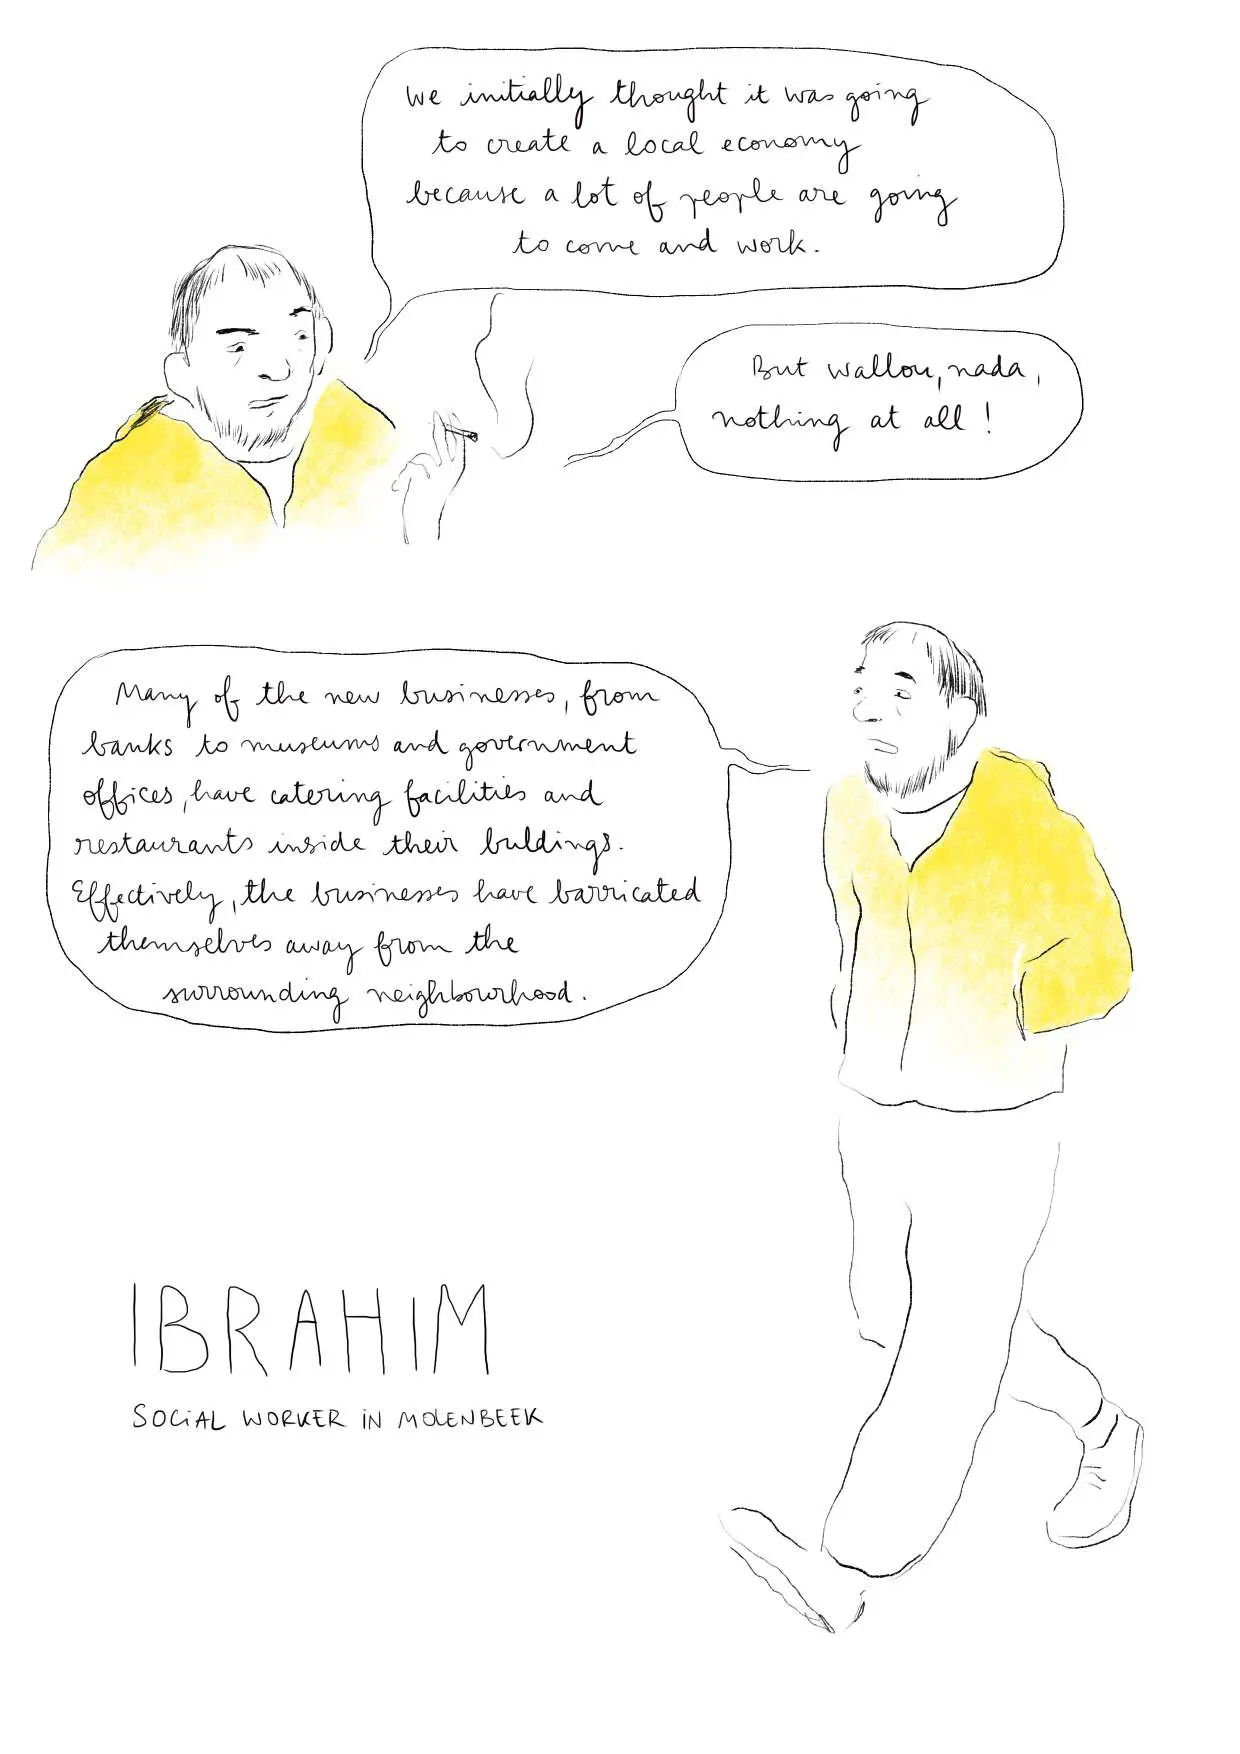 We initially thought it was going
to create a local economy
because a lot of people are going
to come and work.
But wallou, nada,
nothing at all !
Many of the new businesses, from
banks to museums and government
offices, have catering facilities and
restaurants inside their buldings.
Effectively, the businesses have barricated
themselves away from the
surrounding neighbourhood.
IBRAHIM
SOCIAL WORKER IN MOLENBEEK